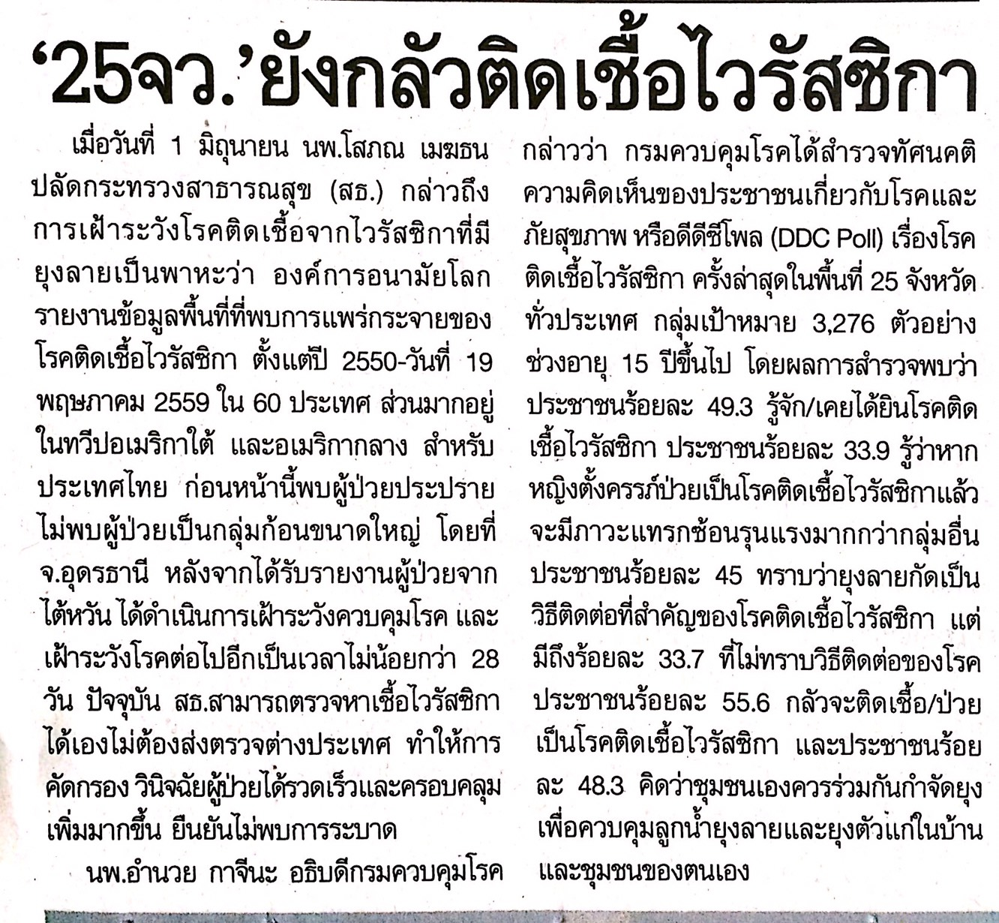 ‘25จว.’ยังกลัวติดเชื้อไวรัสซิกา
เมื่อวันที่ 1 มิถุนายน นพ.โสภณ เมฆธน
ปลัดกระทรวงสาธารณสุข (สธ.) กล่าวถึง
การเฝ้าระวังโรคติดเชื้อจากไวรัสซิกาที่มี
ยุงลายเป็นพาหะว่า องค์การอนามัยโลก
รายงานข้อมูลพื้นที่ที่พบการแพร่กระจายของ
โรคติดเชื้อไวรัสซิกา ตั้งแต่ปี 2550-วันที่ 19
พฤษภาคม 2559 ใน 60 ประเทศ ส่วนมากอยู่
ในทวีปอเมริกาใต้ และอเมริกากลาง สำหรับ
ประเทศไทย ก่อนหน้านี้พบผู้ป่วยประปราย
ไม่พบผู้ป่วยเป็นกลุ่มก้อนขนาดใหญ่ โดยที่
จ.อุดรธานี หลังจากได้รับรายงานผู้ป่วยจาก
ไต้หวัน ได้ดำเนินการเฝ้าระวังควบคุมโรค และ
เฝ้าระวังโรคต่อไปอีกเป็นเวลาไม่น้อยกว่า 28
วัน ปัจจุบัน สธ.สามารถตรวจหาเชื้อไวรัสซิกา
ได้เองไม่ต้องส่งตรวจต่างประเทศ ทำให้การ
คัดกรอง วินิจฉัยผู้ป่วยได้รวดเร็วและครอบคลุม
เพิ่มมากขึ้น ยืนยันไม่พบการระบาด
นพ.อำนวย กาจีนะ อธิบดีกรมควบคุมโรค
กล่าวว่า กรมควบคุมโรคได้สำรวจทัศนคติ
ความคิดเห็นของประชาชนเกี่ยวกับโรคและ
ภัยสุขภาพ หรือดีดีซีโพล (DDC Poll) เรื่องโรค
ติดเชื้อไวรัสซิกา ครั้งล่าสุดในพื้นที่ 25 จังหวัด
ทั่วประเทศ กลุ่มเป้าหมาย 3,276 ตัวอย่าง
ช่วงอายุ 15 ปีขึ้นไป โดยผลการสำรวจพบว่า
ประชาชนร้อยละ 49.3 รู้จัก/เคยได้ยินโรคติด
เชื้อไวรัสซิกา ประชาชนร้อยละ 33.9 รู้ว่าหาก
หญิงตั้งครรภ์ป่วยเป็นโรคติดเชื้อไวรัสซิกาแล้ว
จะมีภาวะแทรกซ้อนรุนแรงมากกว่ากลุ่มอื่น
ประชาชนร้อยละ 45 ทราบว่ายุงลายกัดเป็น
วิธีติดต่อที่สำคัญของโรคติดเชื้อไวรัสซิกา แต่
มีถึงร้อยละ 33.7 ที่ไม่ทราบวิธีติดต่อของโรค
ประชาชนร้อยละ 55.6 กลัวจะติดเชื้อ/ป่วย
เป็นโรคติดเชื้อไวรัสซิกา และประชาชนร้อย
ละ 48.3 คิดว่าชุมชนเองควรร่วมกันกำจัดยุง
เพื่อควบคุมลูกน้ำยุงลายและยุงตัวแก่ในบ้าน
และชุมชนของตนเอง